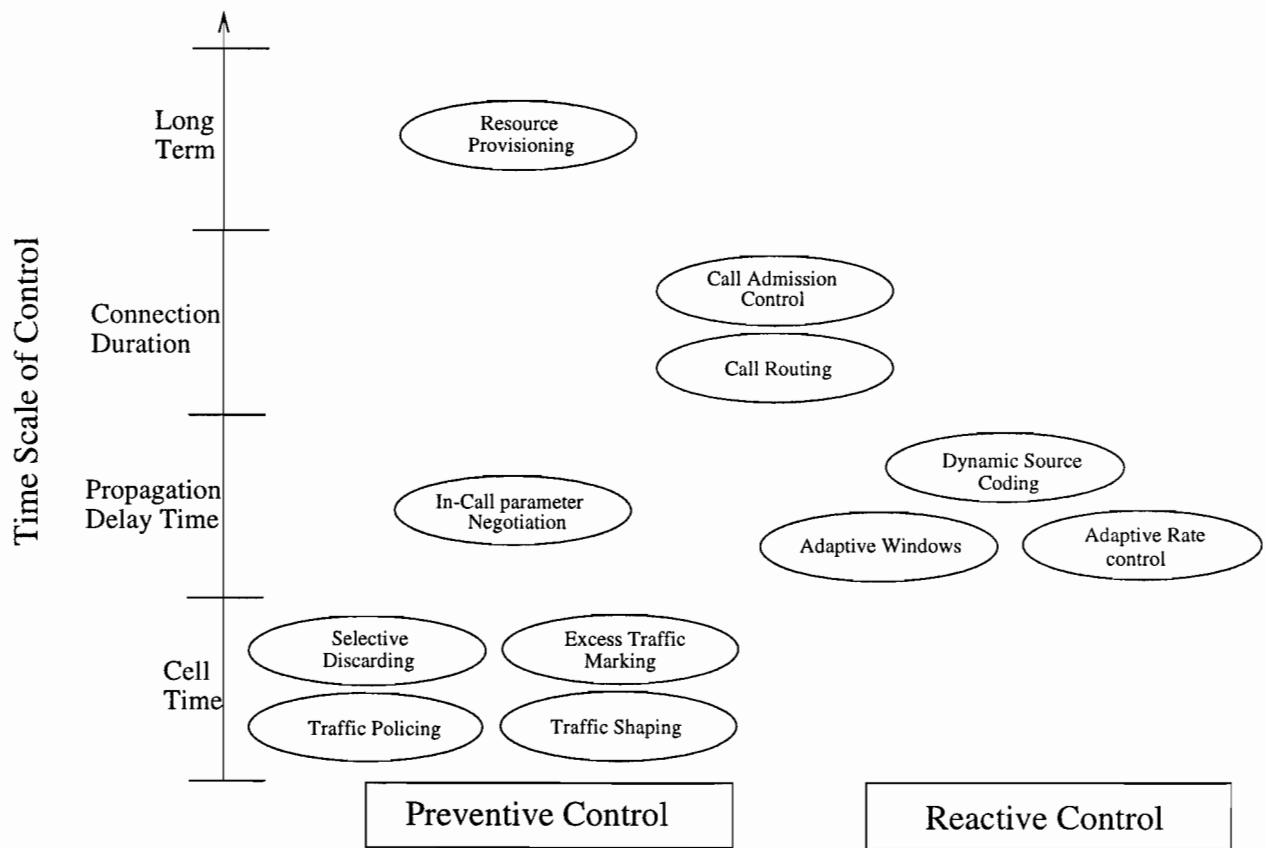 Time Scale of Control
Long
Term
Resource
Provisioning
Connection
Duration
Call Admission
Control
Call Routing
Propagation
Delay Time
In-Call parameter
Negotiation
Dynamic Source
Coding
Adaptive Windows
Adaptive Rate
control
Cell
Time
Selective
Discarding
Excess Traffic
Marking
Traffic Policing
Traffic Shaping
Preventive Control
Reactive Control